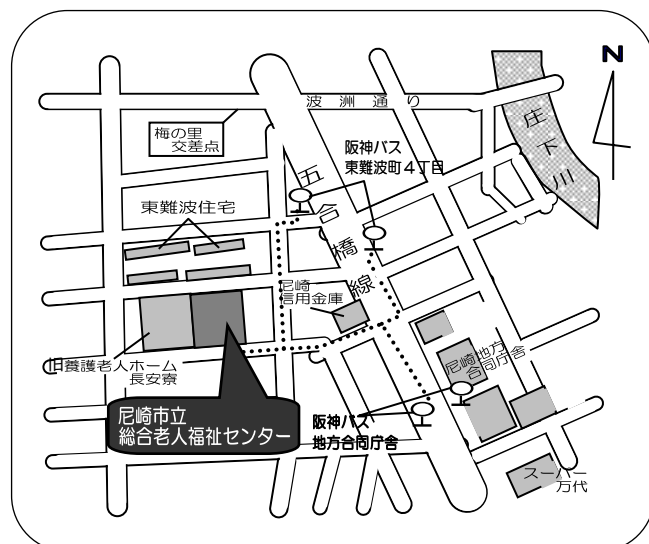 N
波洲通り
庄下川
梅の里
交差点
阪神バス
東難波町4丁目
五合橋線
東難波住宅
尼崎
信用金庫
尼崎地方
合同庁舎
旧養護老人ホーム
長安寮
尼崎市立
総合老人福祉センター
阪神バス
地方合同庁舎
スーパー
万代